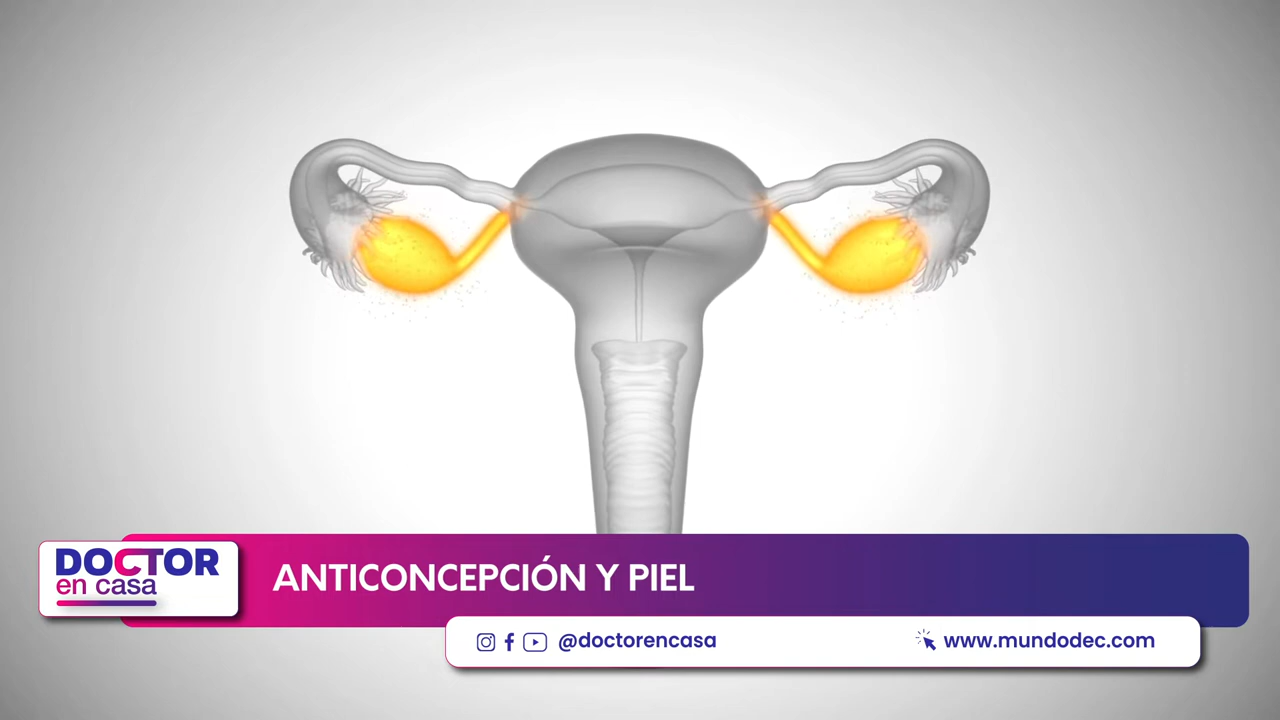 DOCTOR
en casa
ANTICONCEPCIÓN Y PIEL
@doctorencasa
www.mundodec.com